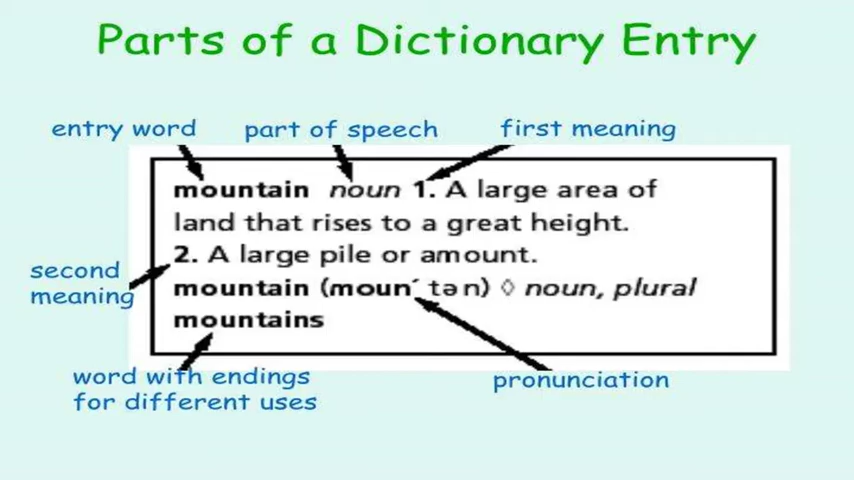 Parts of a Dictionary Entry
entry word part of speech first meaning
mountain noun 1. A large area of
land that rises to a great height.
2. A large pile or amount.
second
meaning
mountain (moun´ tən) ◊ noun, plural
mountains
word with endings
for different uses
pronunciation